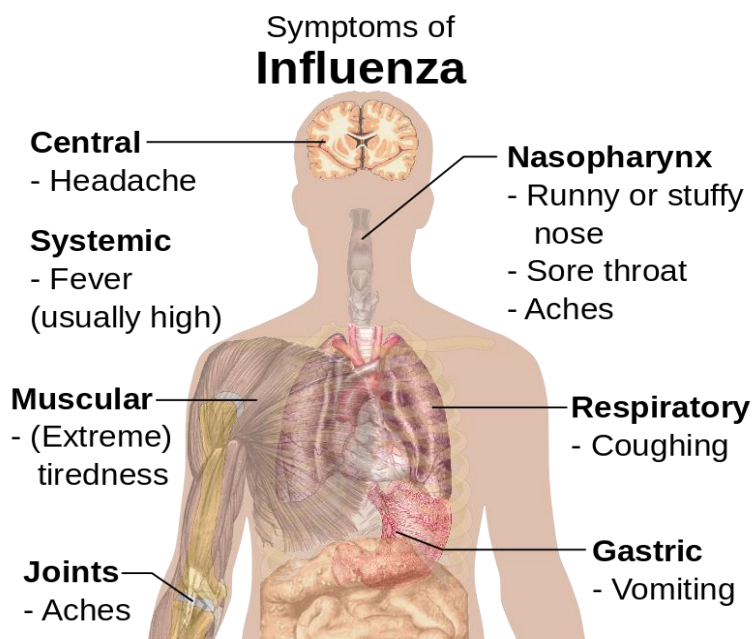 Symptoms of
Influenza
Central
- Headache
Systemic
- Fever
(usually high)
Muscular
- (Extreme)
tiredness
Joints
- Aches
Nasopharynx
- Runny or stuffy
nose
- Sore throat
- Aches
Respiratory
- Coughing
Gastric
- Vomiting